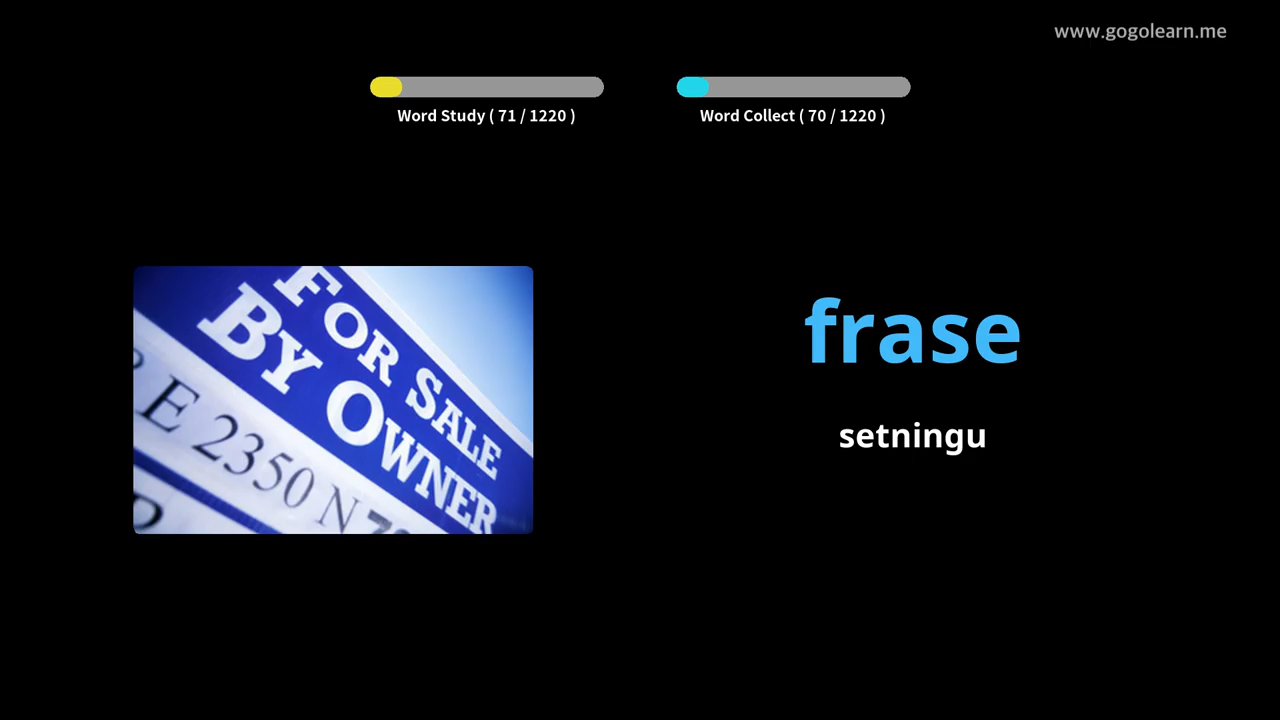 www.gogolearn.me
Word Study ( 71 / 1220 )
Word Collect ( 70 / 1220 )
FOR SALE
BY OWNER
E 2350 N
frase
setningu